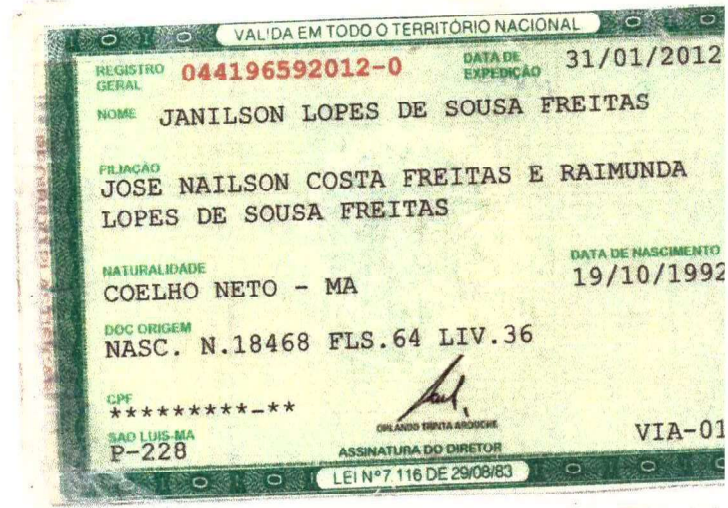 VALIDA EM TODO O TERRITÓRIO NACIONAL
REGISTRO GERAL 044196592012-0 DATA DE EXPEDIÇÃO 31/01/2012
NOME JANILSON LOPES DE SOUSA FREITAS
FILIAÇÃO
JOSE NAILSON COSTA FREITAS E RAIMUNDA
LOPES DE SOUSA FREITAS
NATURALIDADE DATA DE NASCIMENTO
COELHO NETO - MA 19/10/1992
DOC ORIGEM
NASC. N.18468 FLS.64 LIV.36
CPF
*********-**
ORLANDO TRINTA AROUCHE
SAO LUIS-MA
P-228 VIA-01
ASSINATURA DO DIRETOR
LEI Nº 7.116 DE 29/08/83